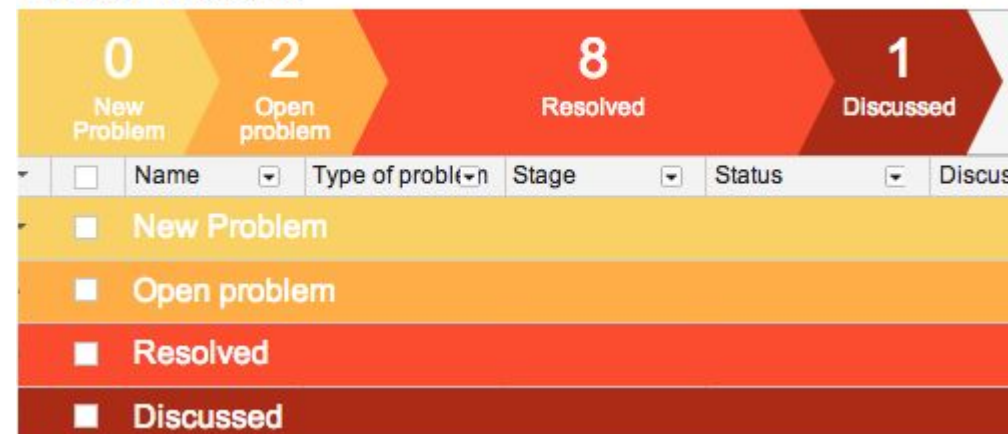 0
New
Problem
2
Open
problem
8
Resolved
1
Discussed
Name
Stage
Status
Type of
New Problem
Open problem
Resolved
Discussed